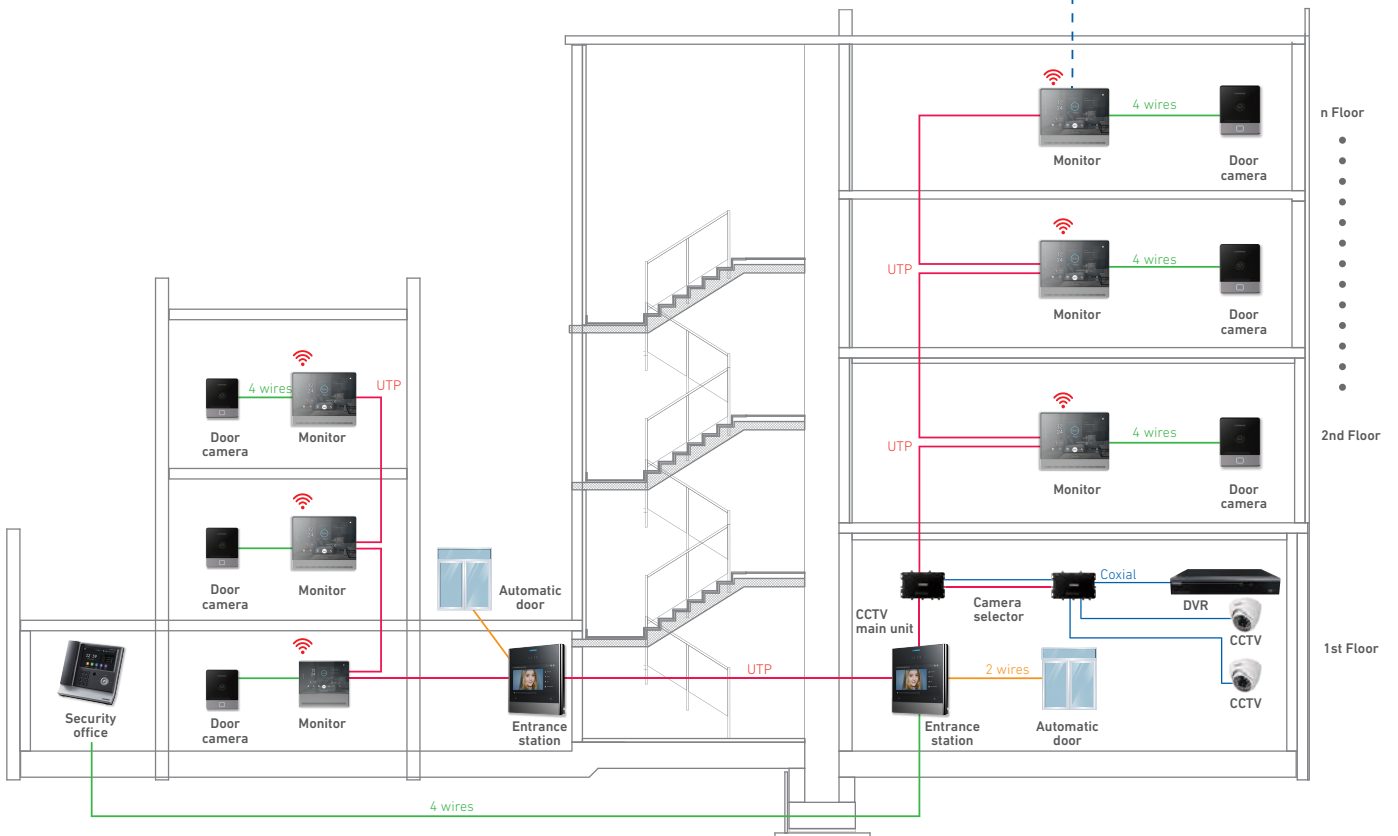 4 wires
n Floor
Monitor
Door
camera
UTP
4 wires
Monitor
Door
camera
4 wires
UTP
Door
camera
Monitor
UTP
4 wires
2nd Floor
Monitor
Door
camera
Door
camera
Monitor
Automatic
door
CCTV
main unit
Camera
selector
Coxial
DVR
CCTV
CCTV
1st Floor
Security
office
Door
camera
Monitor
Entrance
station
UTP
2 wires
Entrance
station
Automatic
door
4 wires